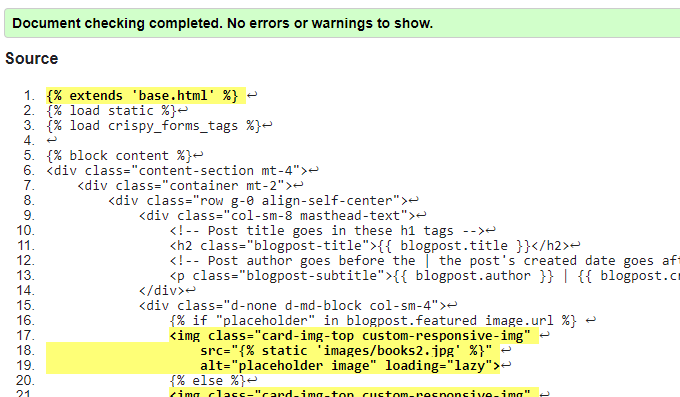 Document checking completed. No errors or warnings to show.
Source
1. {% extends 'base.html' %} ↩
2. {% load static %}↩
3. {% load crispy_forms_tags %}↩
4. ↩
5. {% block content %}↩
6. <div class="content-section mt-4">↩
7. <div class="container mt-2">↩
8. <div class="row g-0 align-self-center">↩
9. <div class="col-sm-8 masthead-text">↩
10. <!-- Post title goes in these h1 tags -->↩
11. <h2 class="blogpost-title">{{ blogpost.title }}</h2>↩
12. <!-- Post author goes before the | the post's created date goes aft
13. <p class="blogpost-subtitle">{{ blogpost.author }} | {{ blogpost.cr
14. </div>↩
15. <div class="d-none d-md-block col-sm-4">↩
16. {% if "placeholder" in blogpost.featured_image.url %} ↩
17. <img class="card-img-top custom-responsive-img" ↩
18. src="{% static 'images/books2.jpg' %}" ↩
19. alt="placeholder image" loading="lazy">↩
20. {% else %}↩
21. <img class="card-img-top custom-responsive-img" ↩